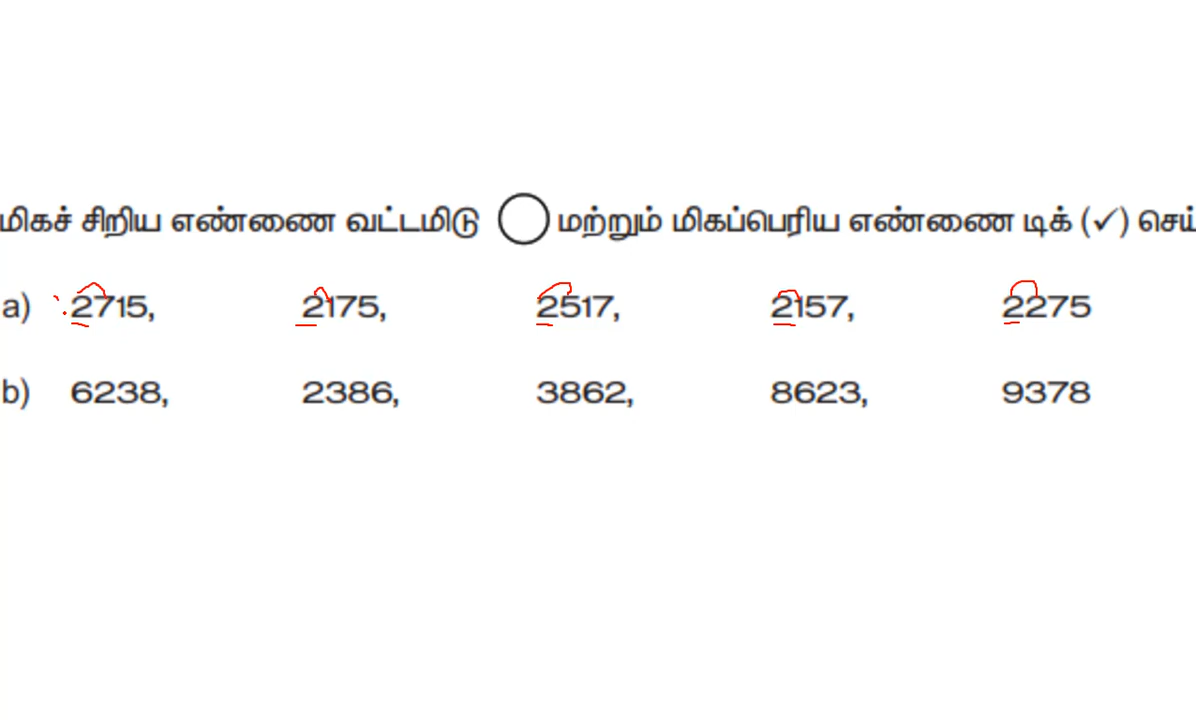 மிகச் சிறிய எண்ணை வட்டமிடு ◯ மற்றும் மிகப்பெரிய எண்ணை டிக் (✓) செய்
a) 2715, 2175, 2517, 2157, 2275
b) 6238, 2386, 3862, 8623, 9378